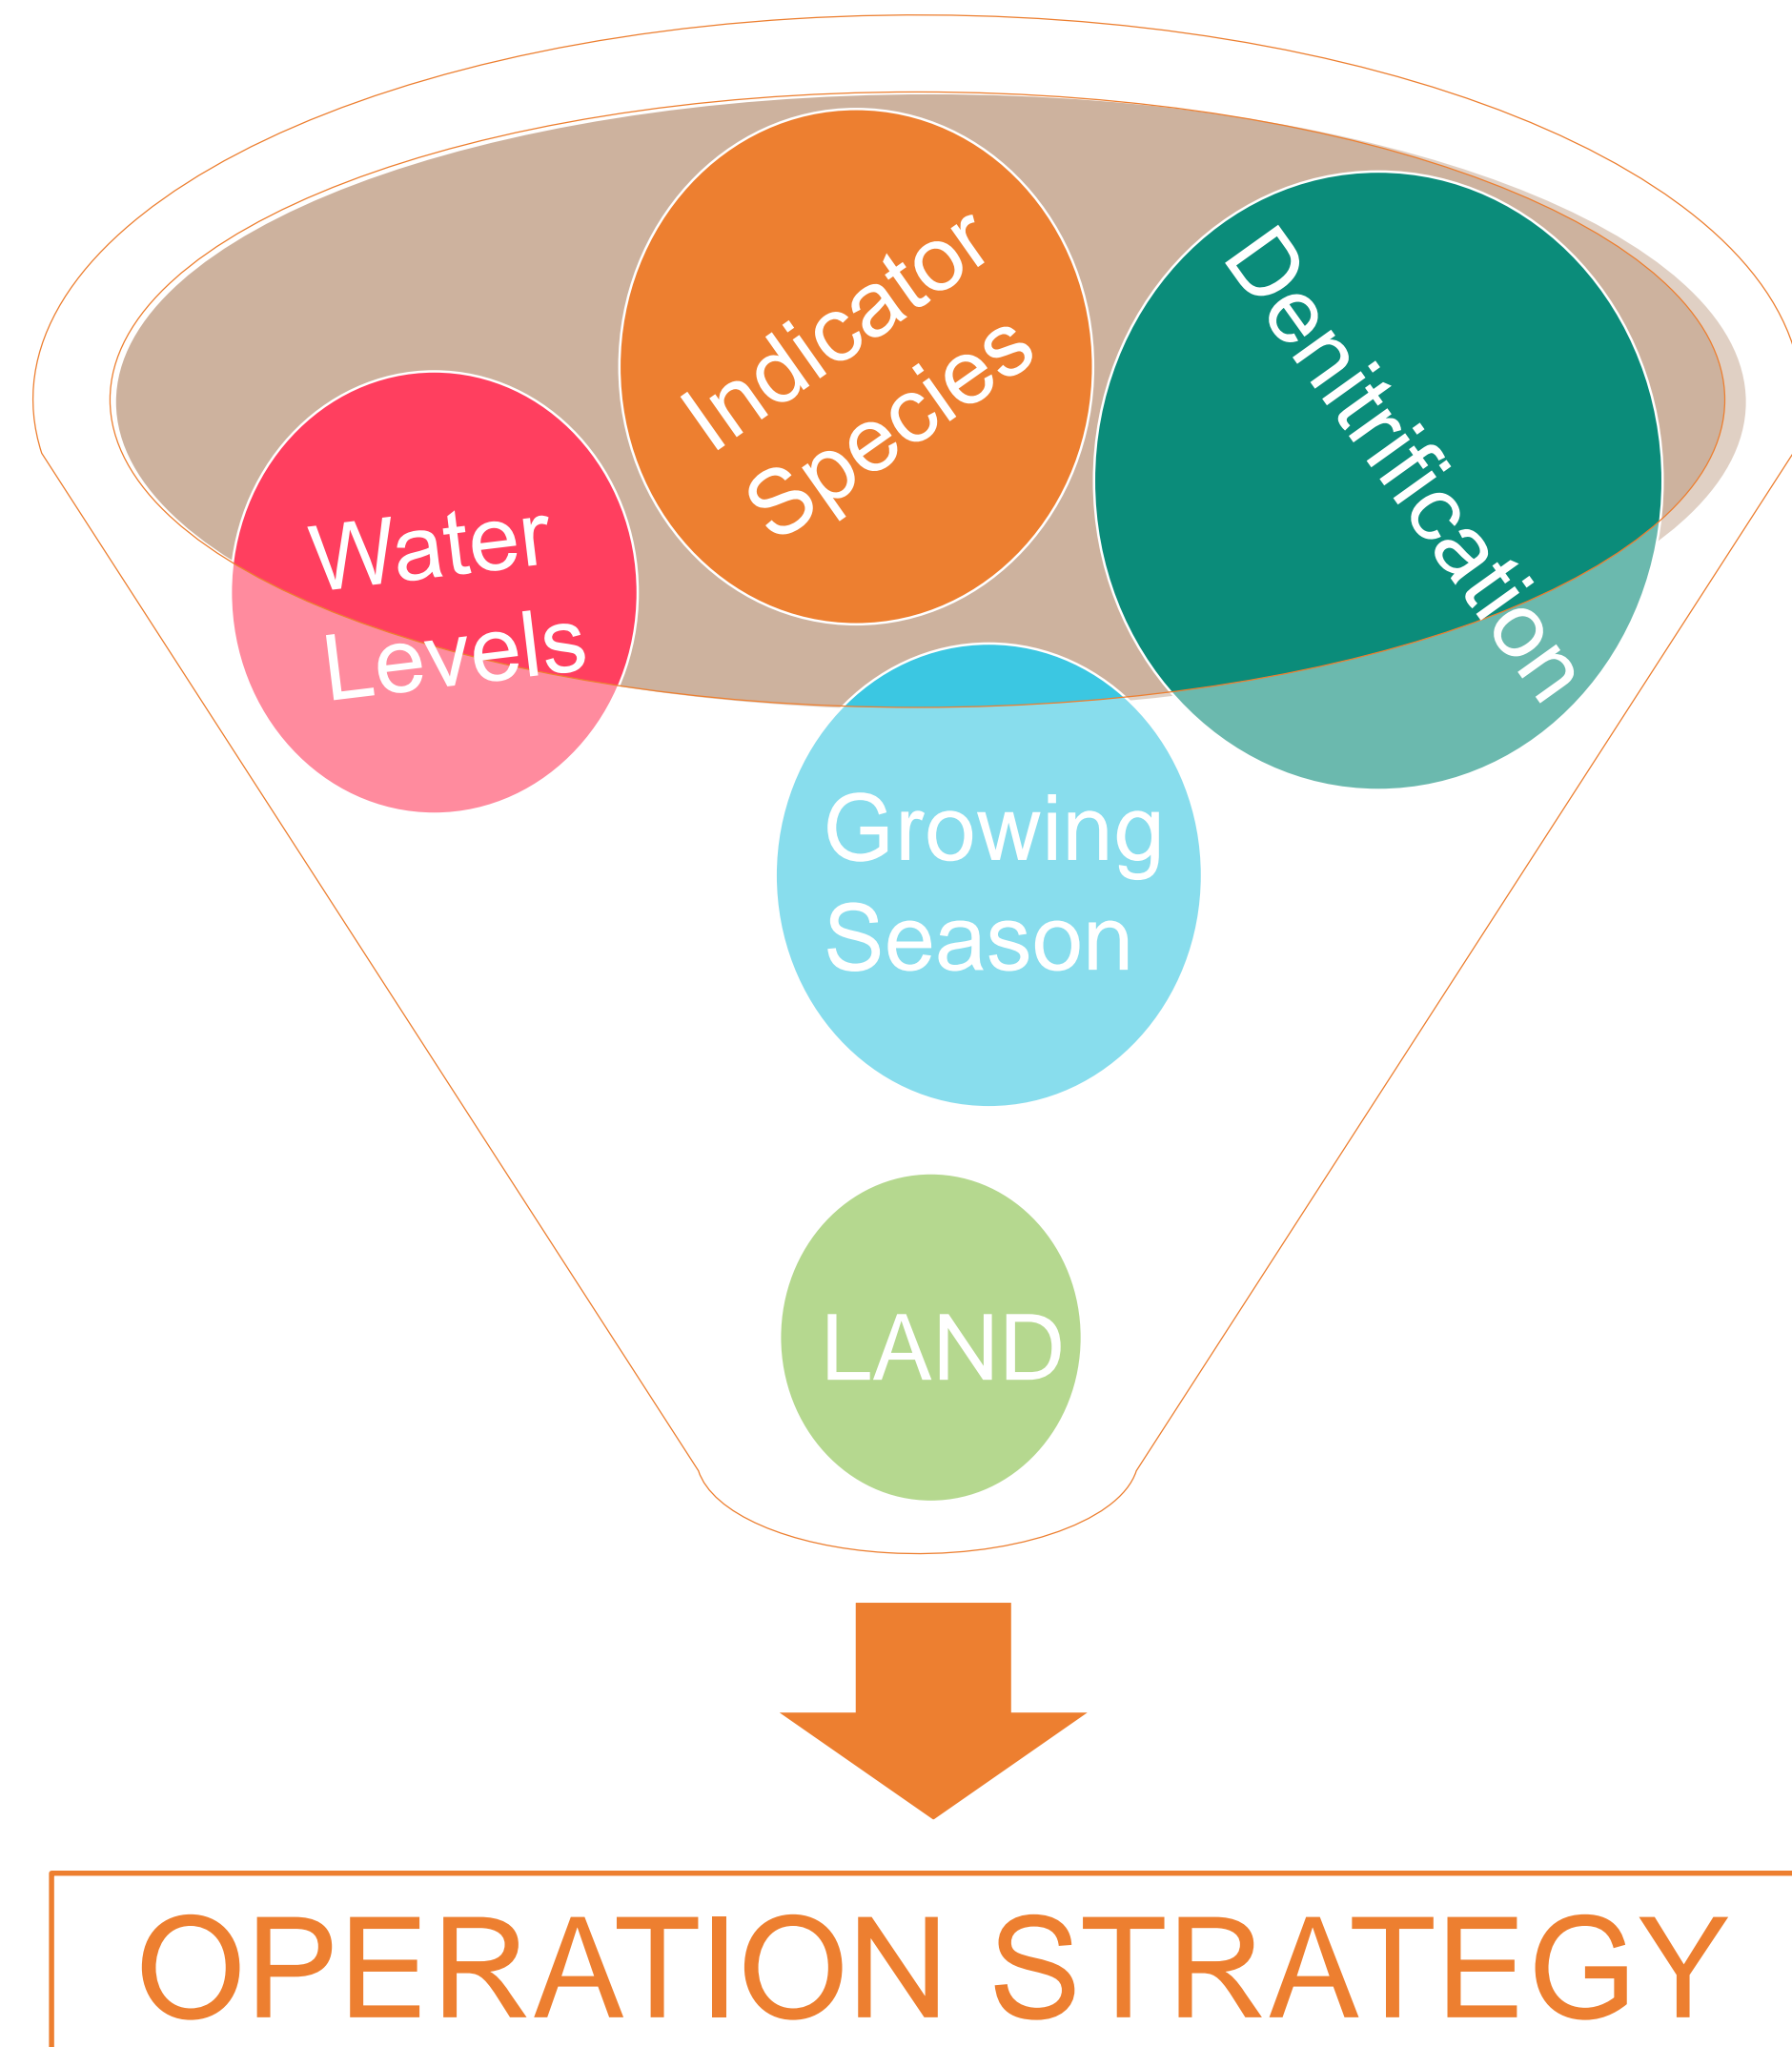 Indicator
Species
Denitrification
Water
Levels
Growing
Season
LAND
OPERATION STRATEGY